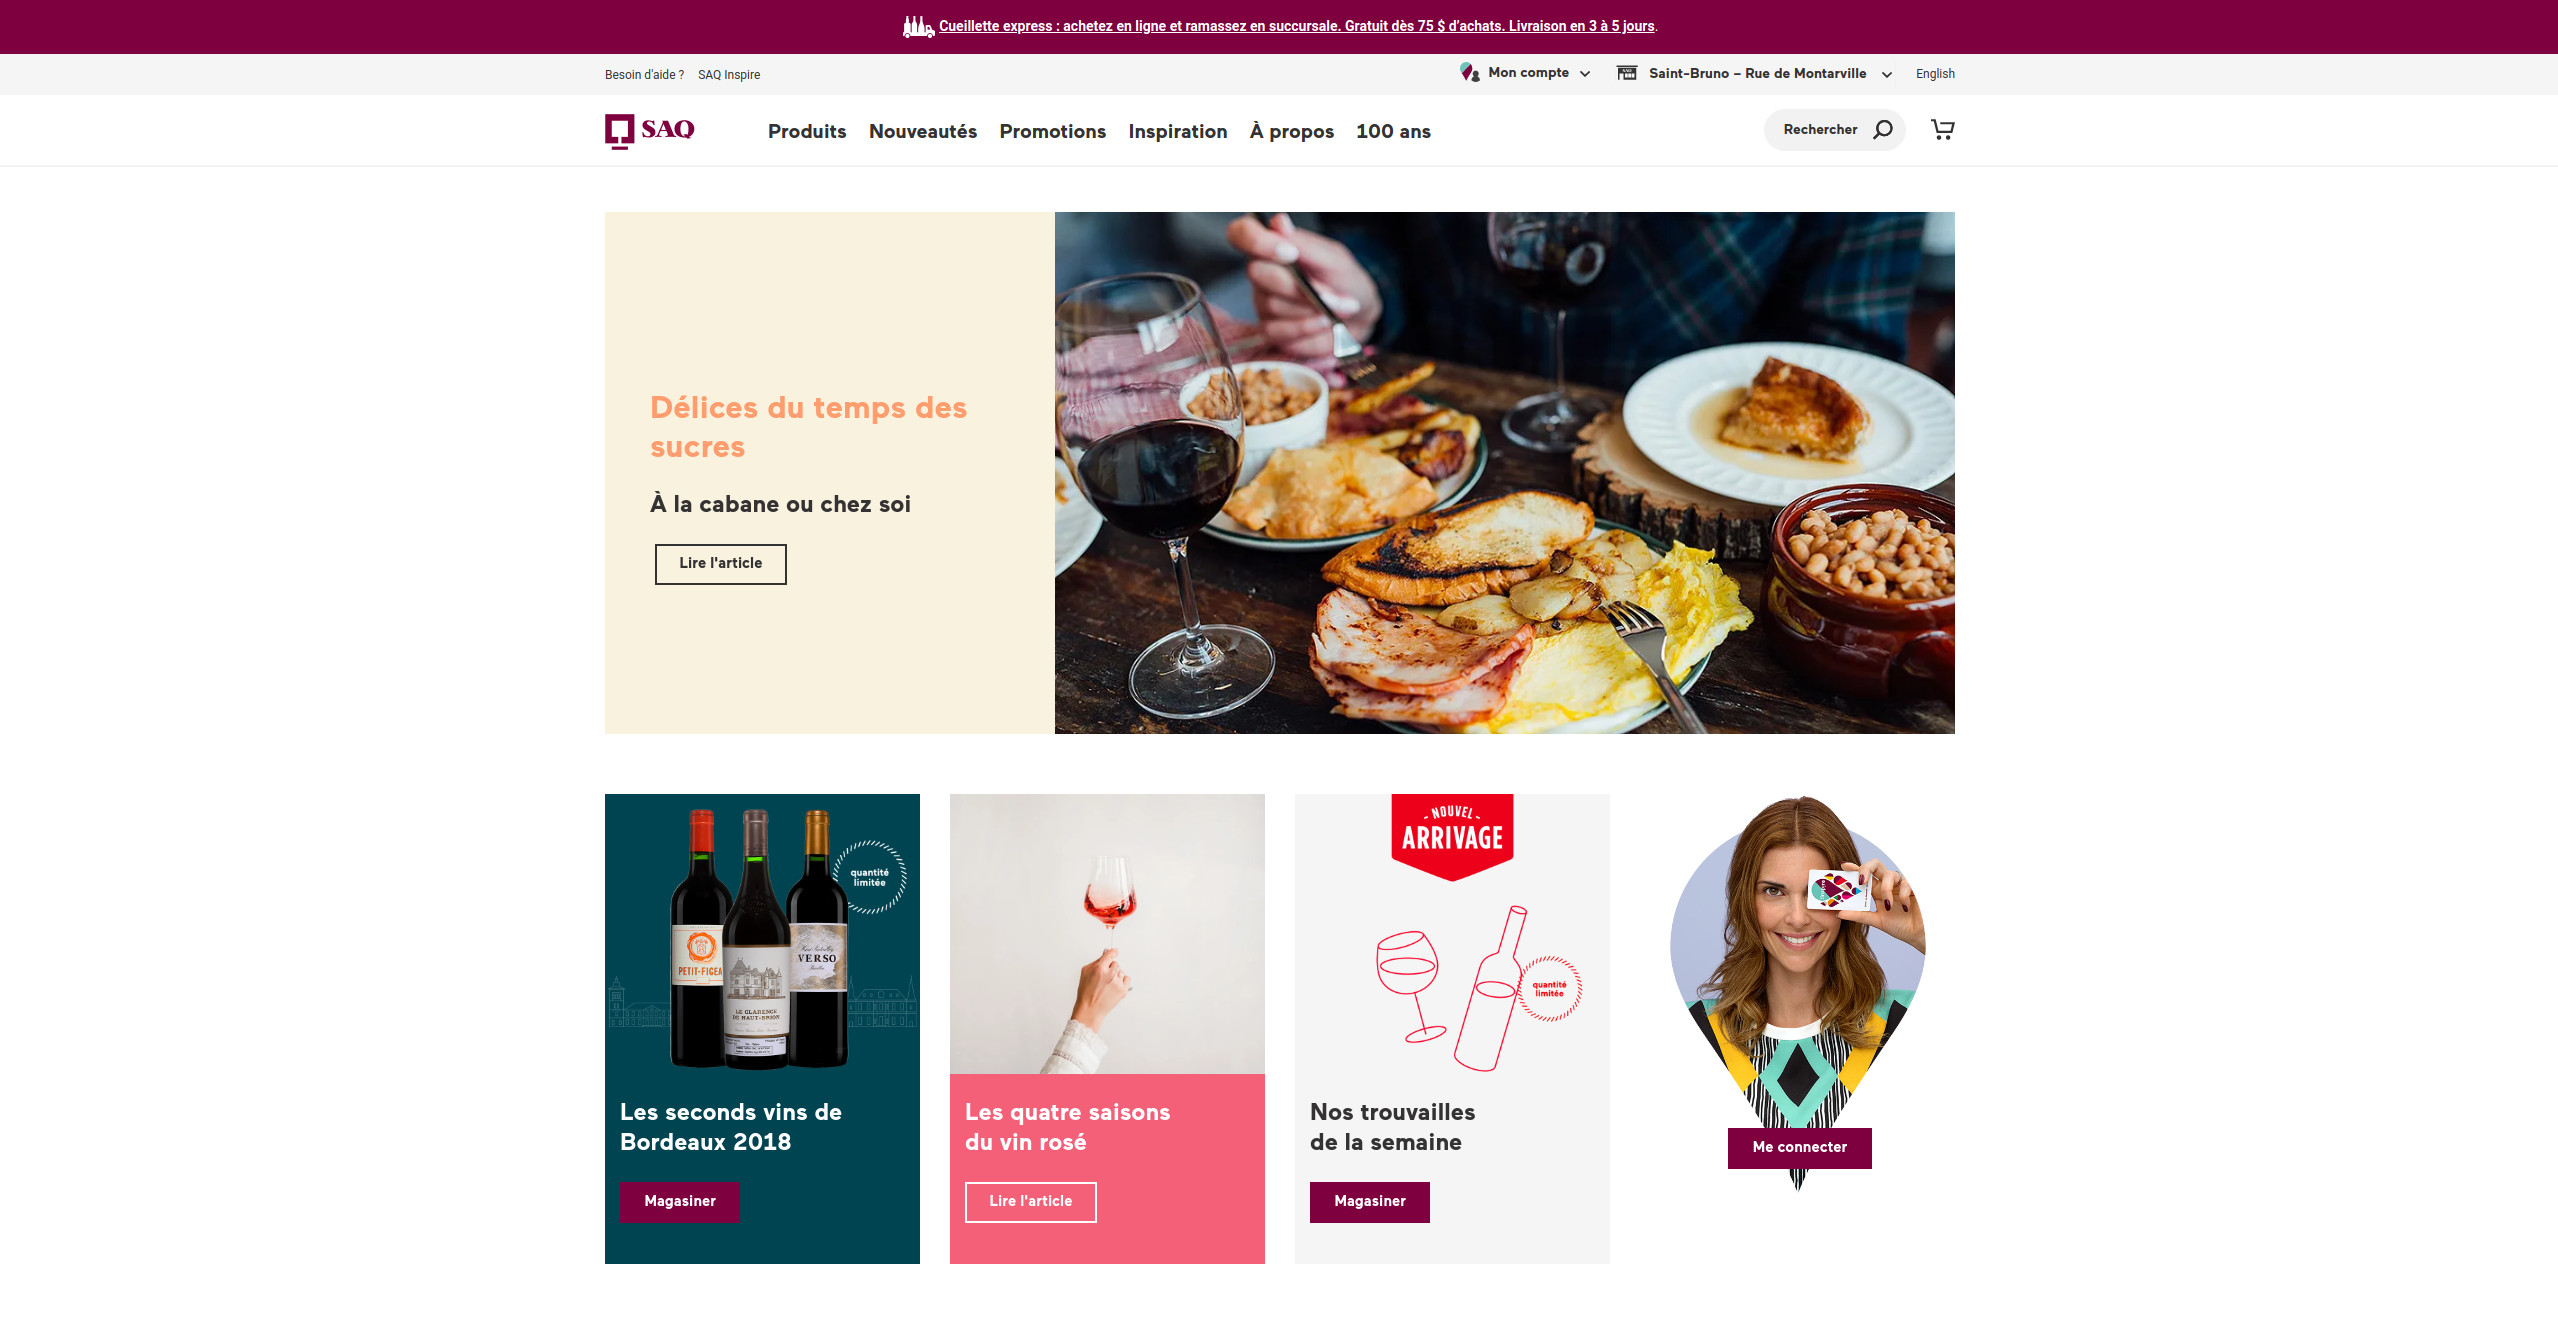 Cueillette express : achetez en ligne et ramassez en succursale. Gratuit dès 75 $ d'achats. Livraison en 3 à 5 jours.
Besoin d'aide ? SAQ Inspire Mon compte Saint-Bruno – Rue de Montarville English
SAQ Produits Nouveautés Promotions Inspiration À propos 100 ans Rechercher
Délices du temps des
sucres
À la cabane ou chez soi
Lire l'article
quantité
limitée
PETIT-FIGEA
VERSO
LE CLARENCE
DE HAUT-BRION
Les seconds vins de
Bordeaux 2018
Magasiner
Les quatre saisons
du vin rosé
Lire l'article
- NOUVEL -
ARRIVAGE
quantité
limitée
Nos trouvailles
de la semaine
Magasiner
Me connecter